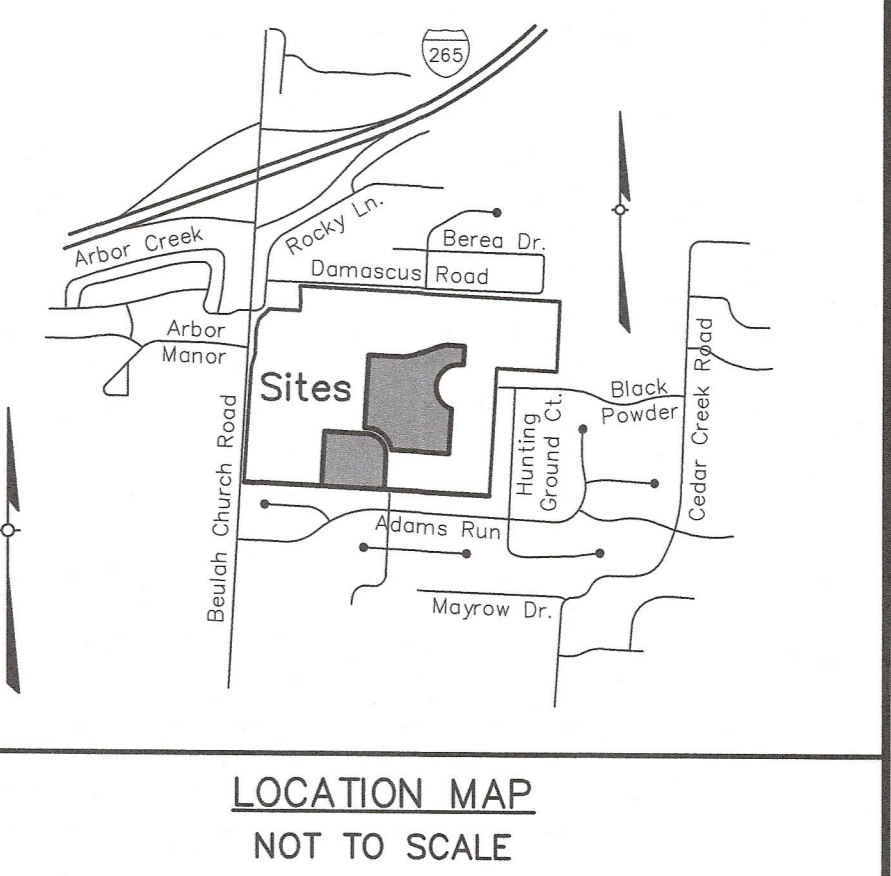 265
Arbor Creek
Rocky Ln.
Berea Dr.
Damascus Road
Arbor
Manor
Sites
Black
Powder
Hunting
Ground Ct.
Cedar Creek Road
Beulah Church Road
Adams Run
Mayrow Dr.
LOCATION MAP
NOT TO SCALE